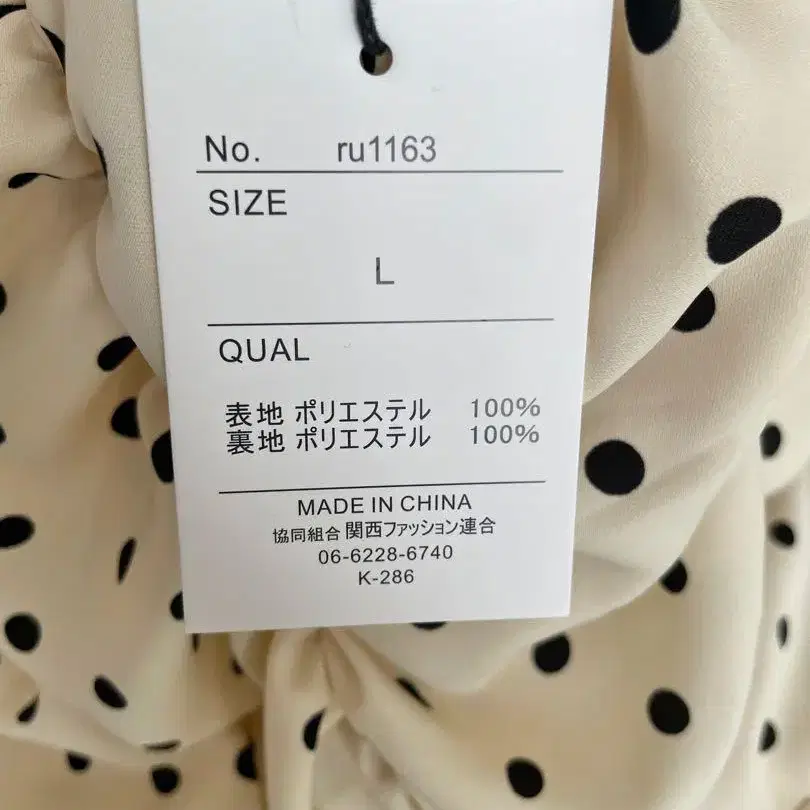 No. ru1163
SIZE
L
QUAL
表地 ポリエステル 100%
裏地 ポリエステル 100%
MADE IN CHINA
協同組合 関西ファッション連合
06-6228-6740
K-286